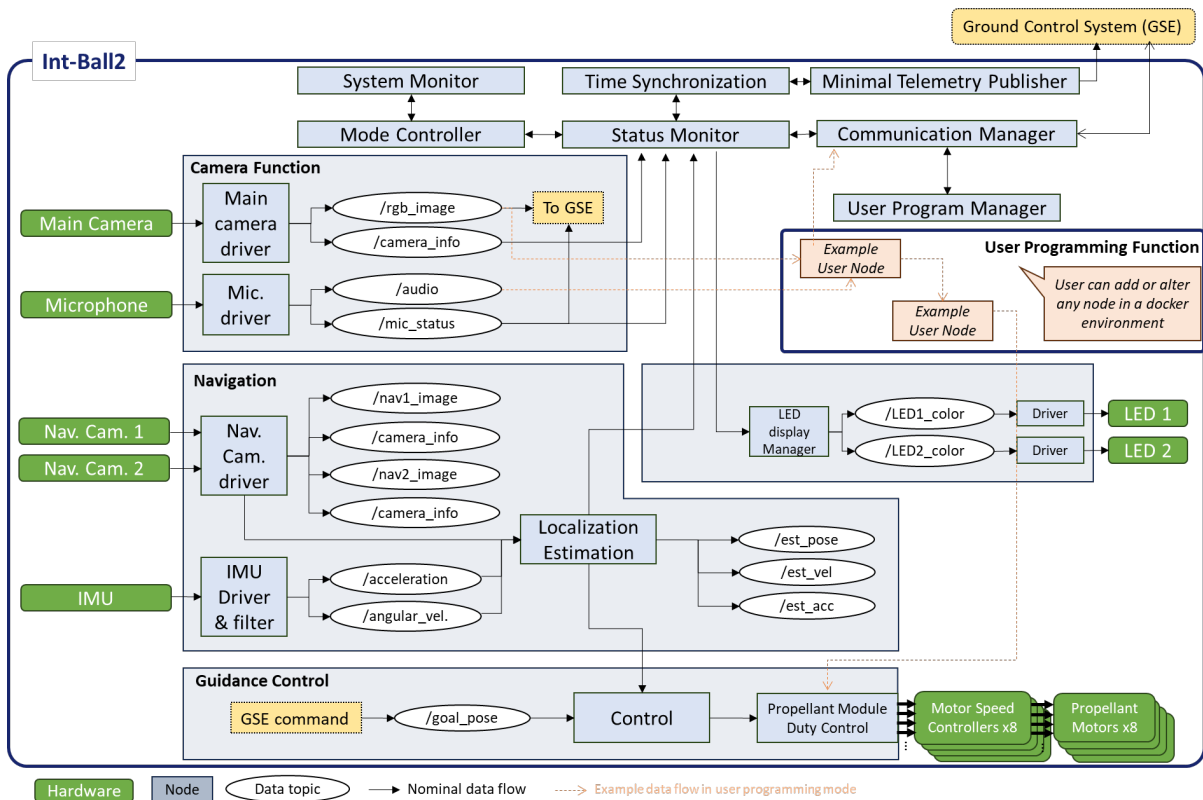 Ground Control System (GSE)
Int-Ball2
System Monitor
Time Synchronization
Minimal Telemetry Publisher
Mode Controller
Status Monitor
Communication Manager
User Program Manager
Camera Function
Main Camera
Main
camera
driver
/rgb_image
/camera_info
To GSE
Microphone
Mic.
driver
/audio
/mic_status
User Programming Function
Example
User Node
Example
User Node
User can add or alter
any node in a docker
environment
Navigation
Nav. Cam. 1
Nav. Cam. 2
Nav.
Cam.
driver
/nav1_image
/camera_info
/nav2_image
/camera_info
LED
display
Manager
/LED1_color
/LED2_color
Driver
Driver
LED 1
LED 2
Localization
Estimation
/est_pose
/est_vel
/est_acc
IMU
IMU
Driver
& filter
/acceleration
/angular_vel.
Guidance Control
GSE command
/goal_pose
Control
Propellant Module
Duty Control
Motor Speed
Controllers x8
Propellant
Motors x8
Hardware
Node
Data topic
Nominal data flow
Example data flow in user programming mode